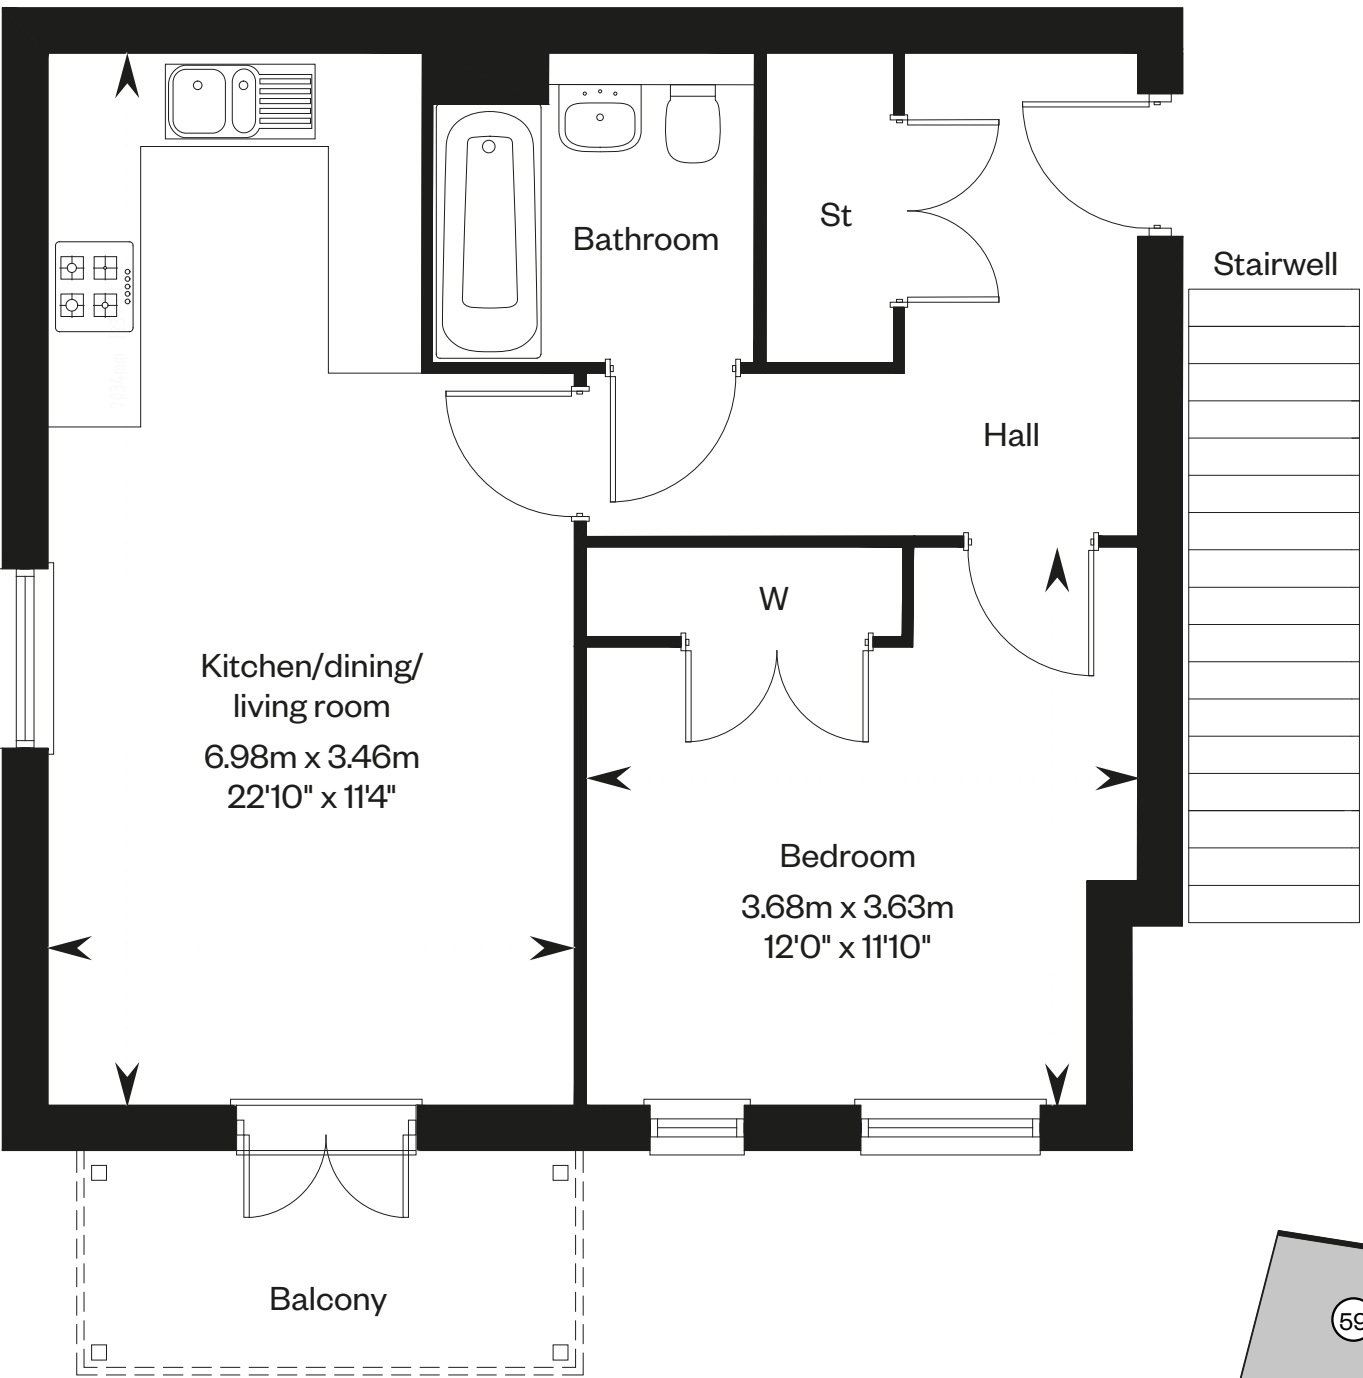 Bathroom
St
Stairwell
Hall
W
Kitchen/dining/
living room
6.98m x 3.46m
22'10" x 11'4"
Bedroom
3.68m x 3.63m
12'0" x 11'10"
Balcony
59